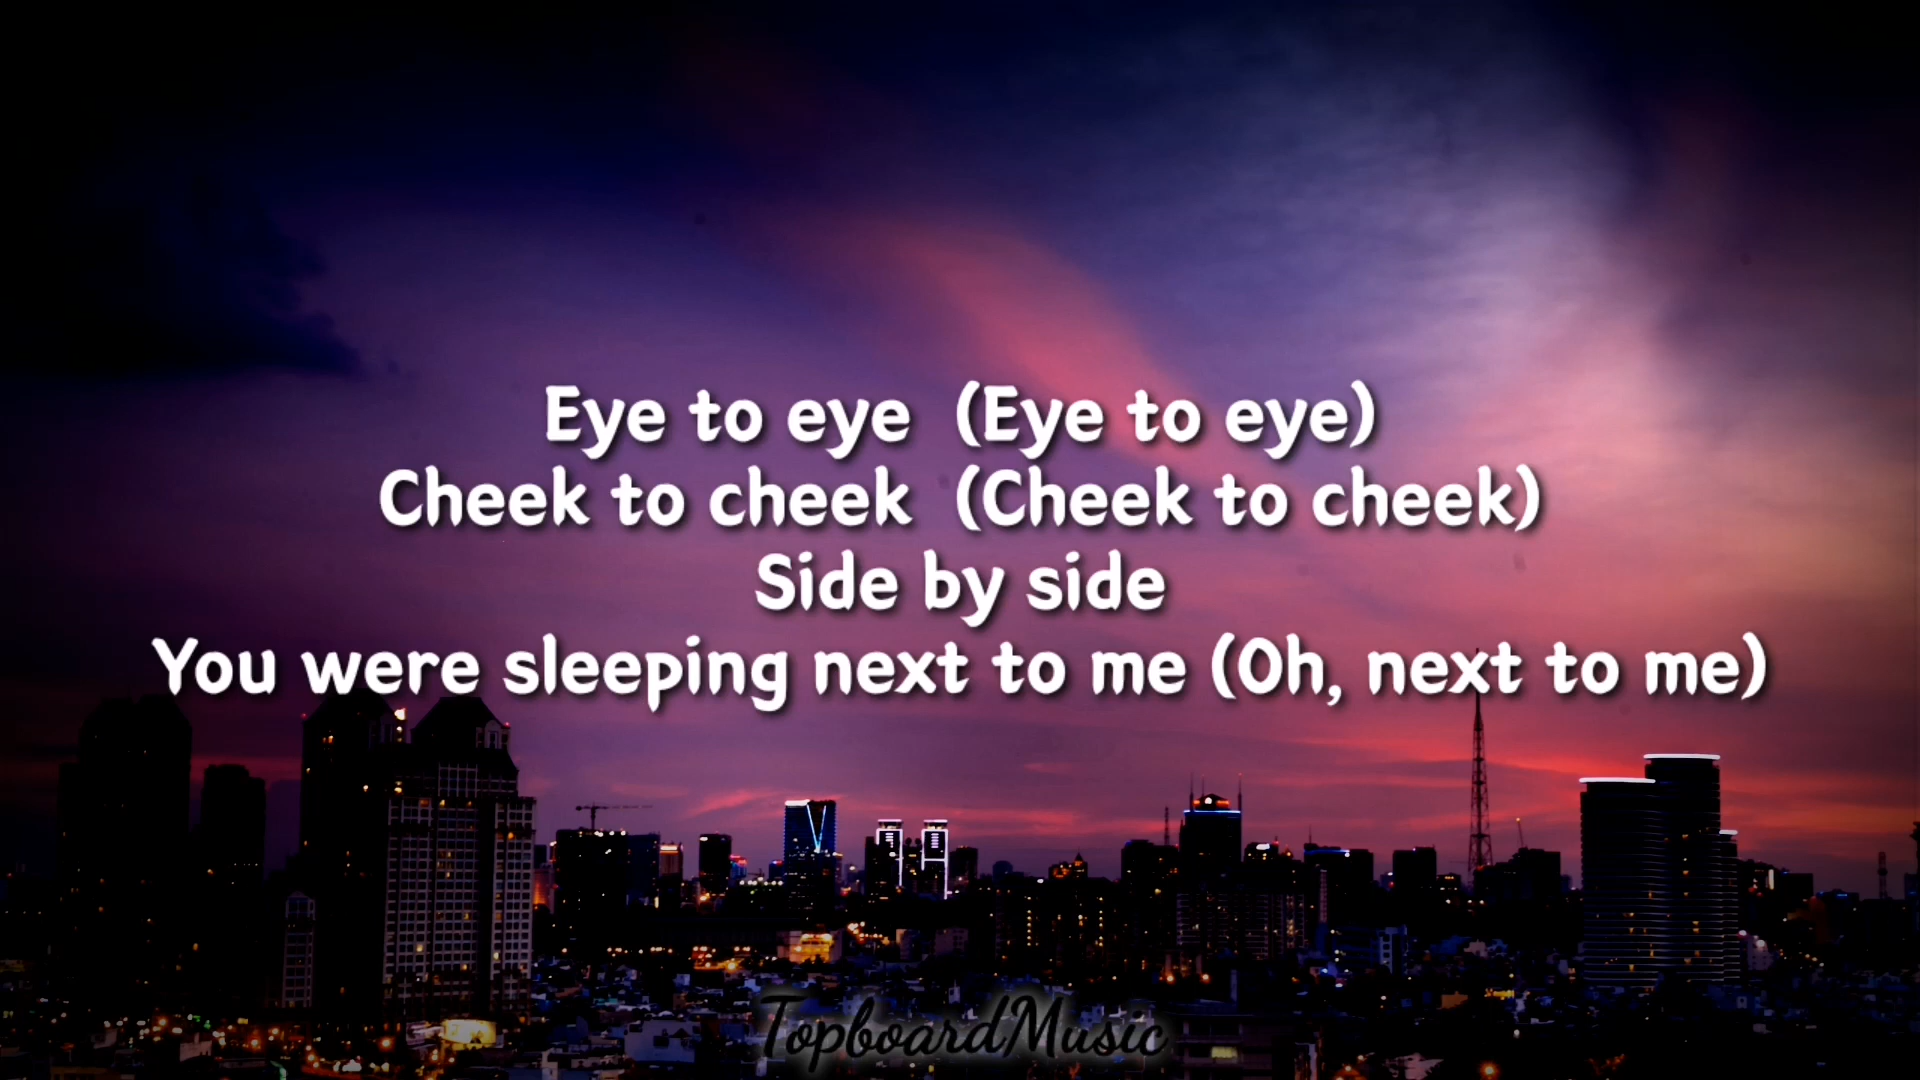 Eye to eye (Eye to eye)
Cheek to cheek (Cheek to cheek)
Side by side
You were sleeping next to me (Oh, next to me)
TopboardMusic